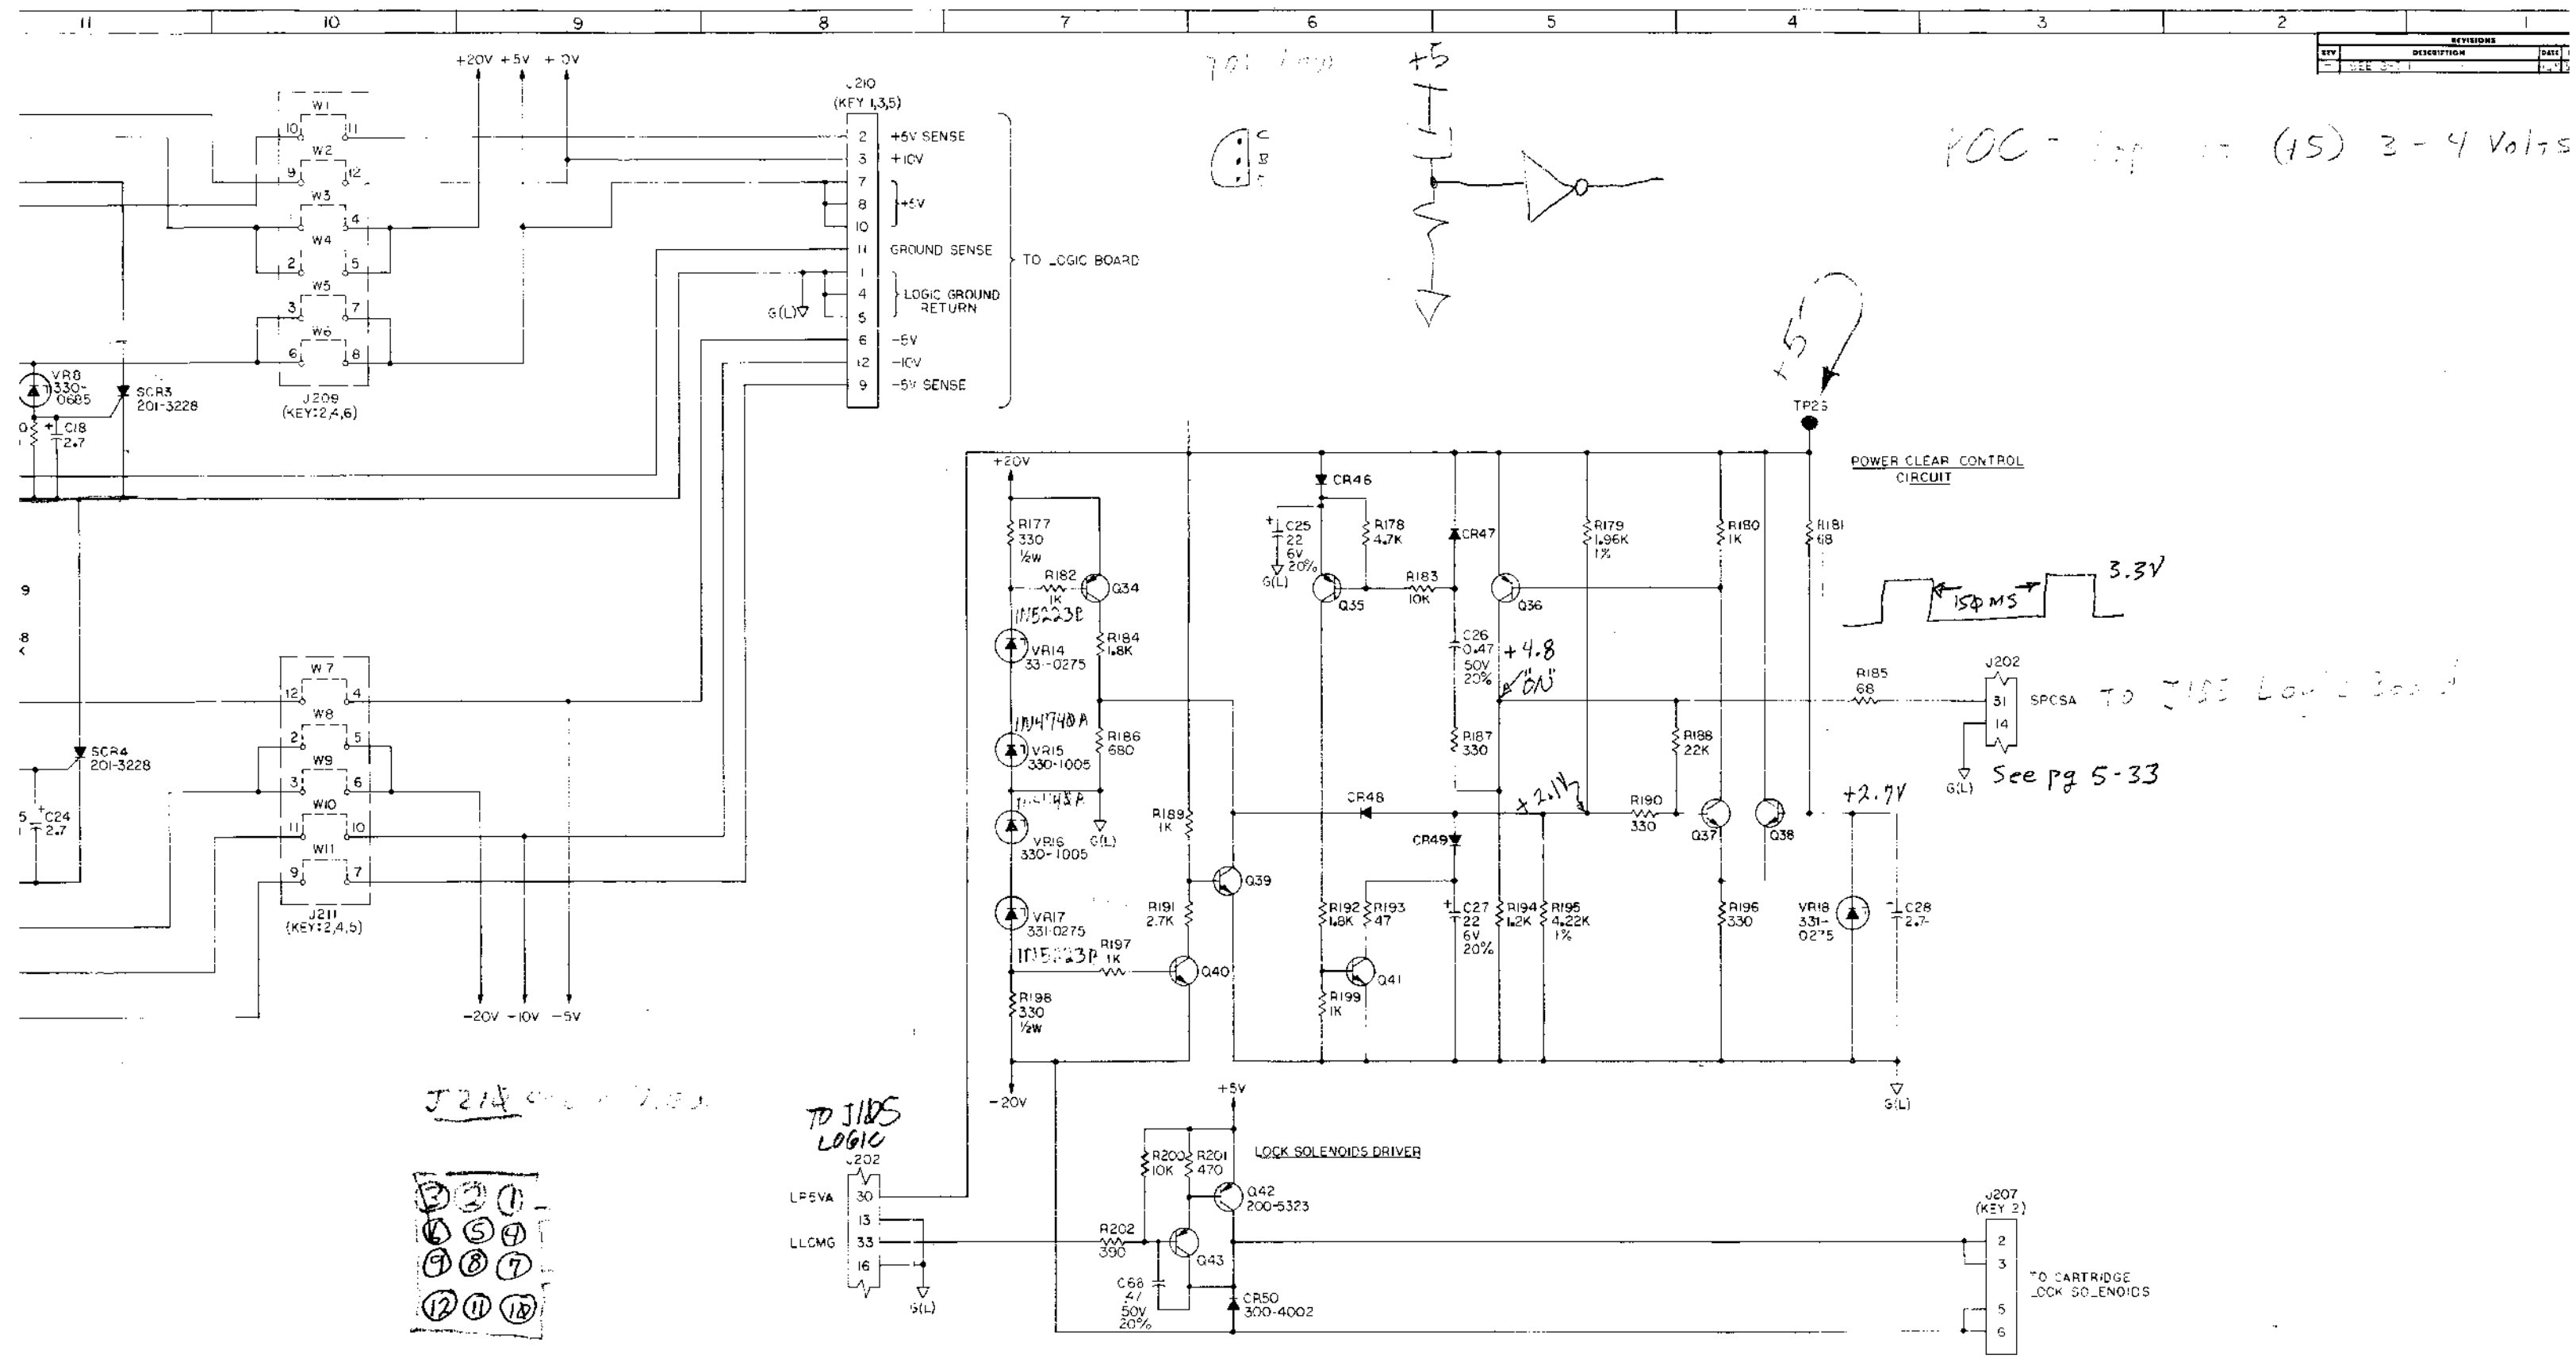 11 10 9 8 7 6 5 4 3 2 1
REVISIONS
REV DESCRIPTION DATE
+20V +5V
+5
(+5) 3 - 4 Volts
C
B
J210
(KEY 1,3,5)
2 +5V SENSE
3 +10V
7
8 +5V
10
11 GROUND SENSE
1
4 LOGIC GROUND
5 RETURN
6 -5V
12 -10V
9 -5V SENSE
TO LOGIC BOARD
G(L)
W1
10 11
W2
9 12
W3
1 4
W4
2 5
W5
3 7
W6
6 8
J209
(KEY:2,4,6)
VR8
330-
0685
SCR3
201-3228
C18
2.7
+5
TP25
POWER CLEAR CONTROL
CIRCUIT
+20V
R177
330
½W
R182
1K
Q34
1N5223B
VR14
R184
1.8K
1N4740A
VR15
330-1005
R186
680
VR16
330-1005
G(L)
VR17
331-0275
1N5223B
R197
1K
R198
330
½W
-20V
R189
1K
R191
2.7K
Q39
Q40
CR46
C25
22
6V
20%
G(L)
R178
4.7K
Q35
R183
10K
CR47
C26
0.47
50V
20%
+4.8
"ON"
Q36
R179
1.96K
1%
R180
1K
R181
68
R187
330
R188
22K
R185
68
CR48
+2.1V
R190
330
Q37
Q38
+2.7V
CR49
R192
1.8K
R193
47
C27
22
6V
20%
R194
1.2K
R195
4.22K
1%
R196
330
VR18
331-
0275
C28
2.7
Q41
R199
1K
G(L)
150 MS
3.3V
J202
31 SPCSA TO
14
G(L)
See pg 5-33
9
8
SCR4
201-3228
C24
2.7
W7
12 4
W8
2 5
W9
3 6
W10
11 10
W11
9 7
J211
(KEY:2,4,5)
-20V -10V -5V
3 2 1
6 5 4
9 8 7
12 11 10
TO J105
LOGIC
J202
LP5VA 30
13
LLCMG 33
16
G(L)
+5V
LOCK SOLENOIDS DRIVER
R200
10K
R201
470
Q42
200-5323
R202
390
Q43
C68
.47
50V
20%
CR50
300-4002
J207
(KEY 2)
2
3
5
6
TO CARTRIDGE
LOCK SOLENOIDS